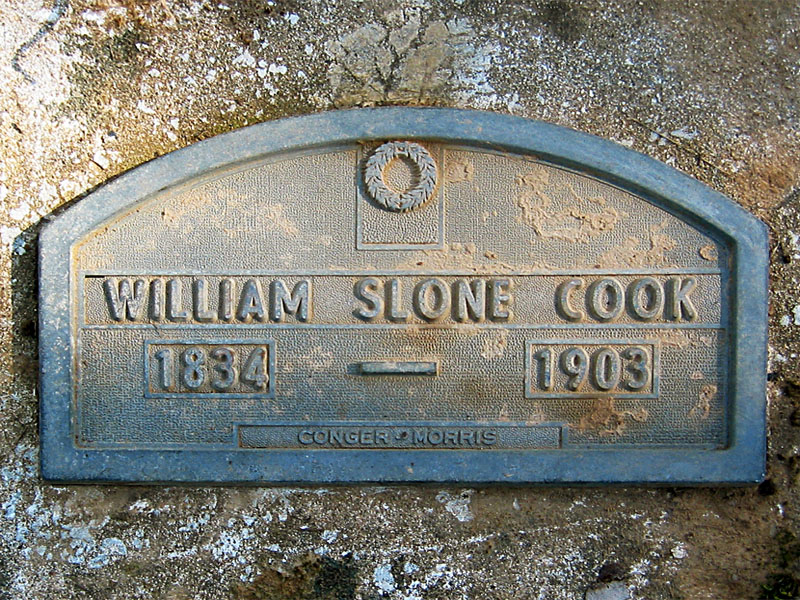 WILLIAM SLONE COOK
1834 — 1903
CONGER - MORRIS